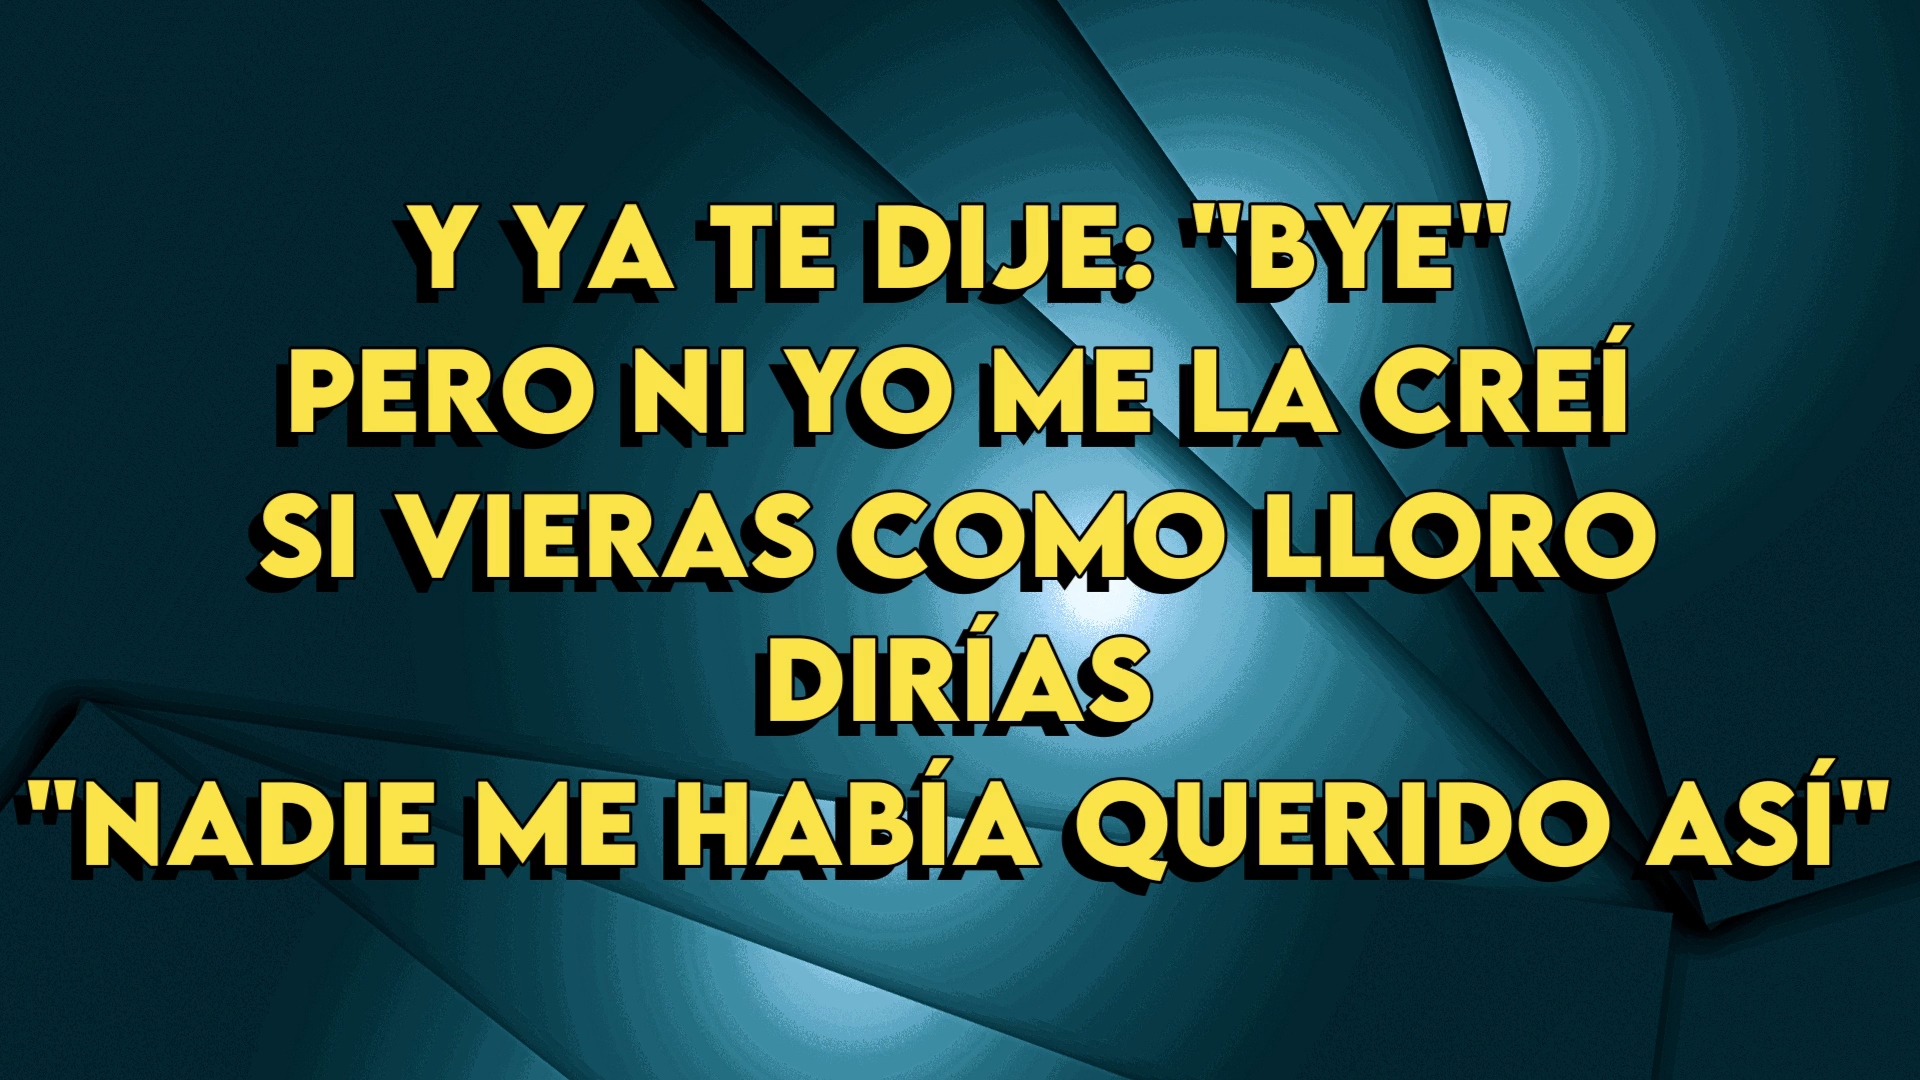 Y YA TE DIJE: "BYE"
PERO NI YO ME LA CREÍ
SI VIERAS COMO LLORO
DIRÍAS
"NADIE ME HABÍA QUERIDO ASÍ"